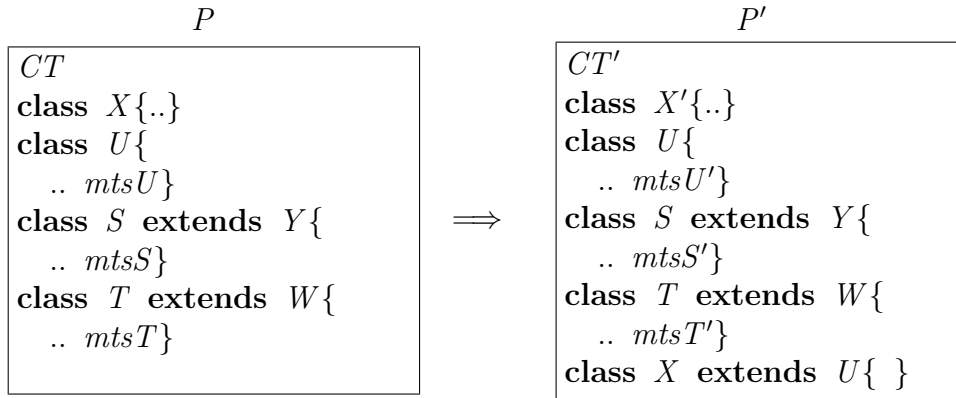 P
CT
class X{..}
class U{
.. mtsU}
class S extends Y{
.. mtsS}
class T extends W{
.. mtsT}
⟹
P′
CT′
class X′{..}
class U{
.. mtsU′}
class S extends Y{
.. mtsS′}
class T extends W{
.. mtsT′}
class X extends U{ }